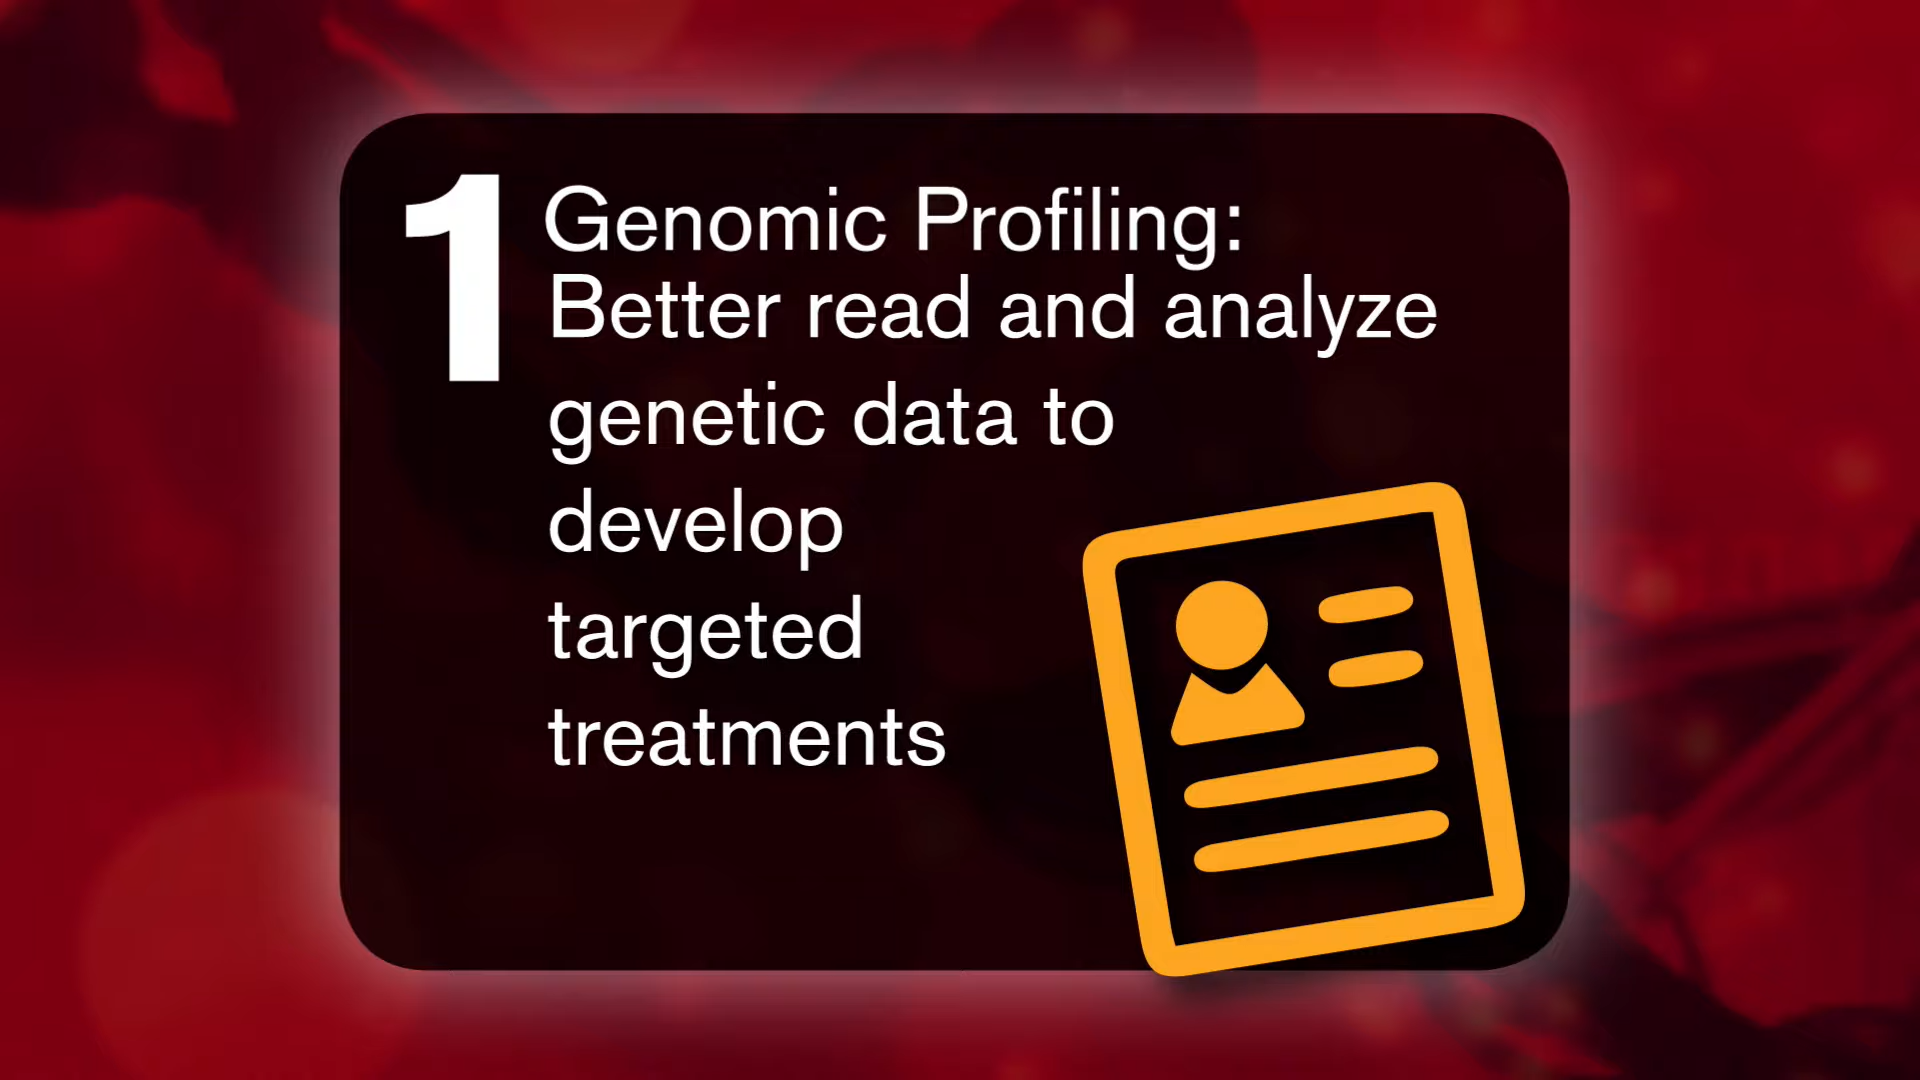 1
Genomic Profiling:
Better read and analyze
genetic data to
develop
targeted
treatments